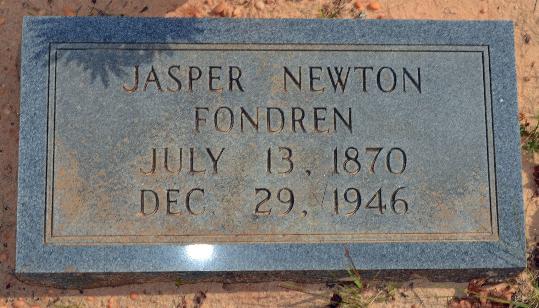 JASPER NEWTON
FONDREN
JULY 13, 1870
DEC. 29, 1946